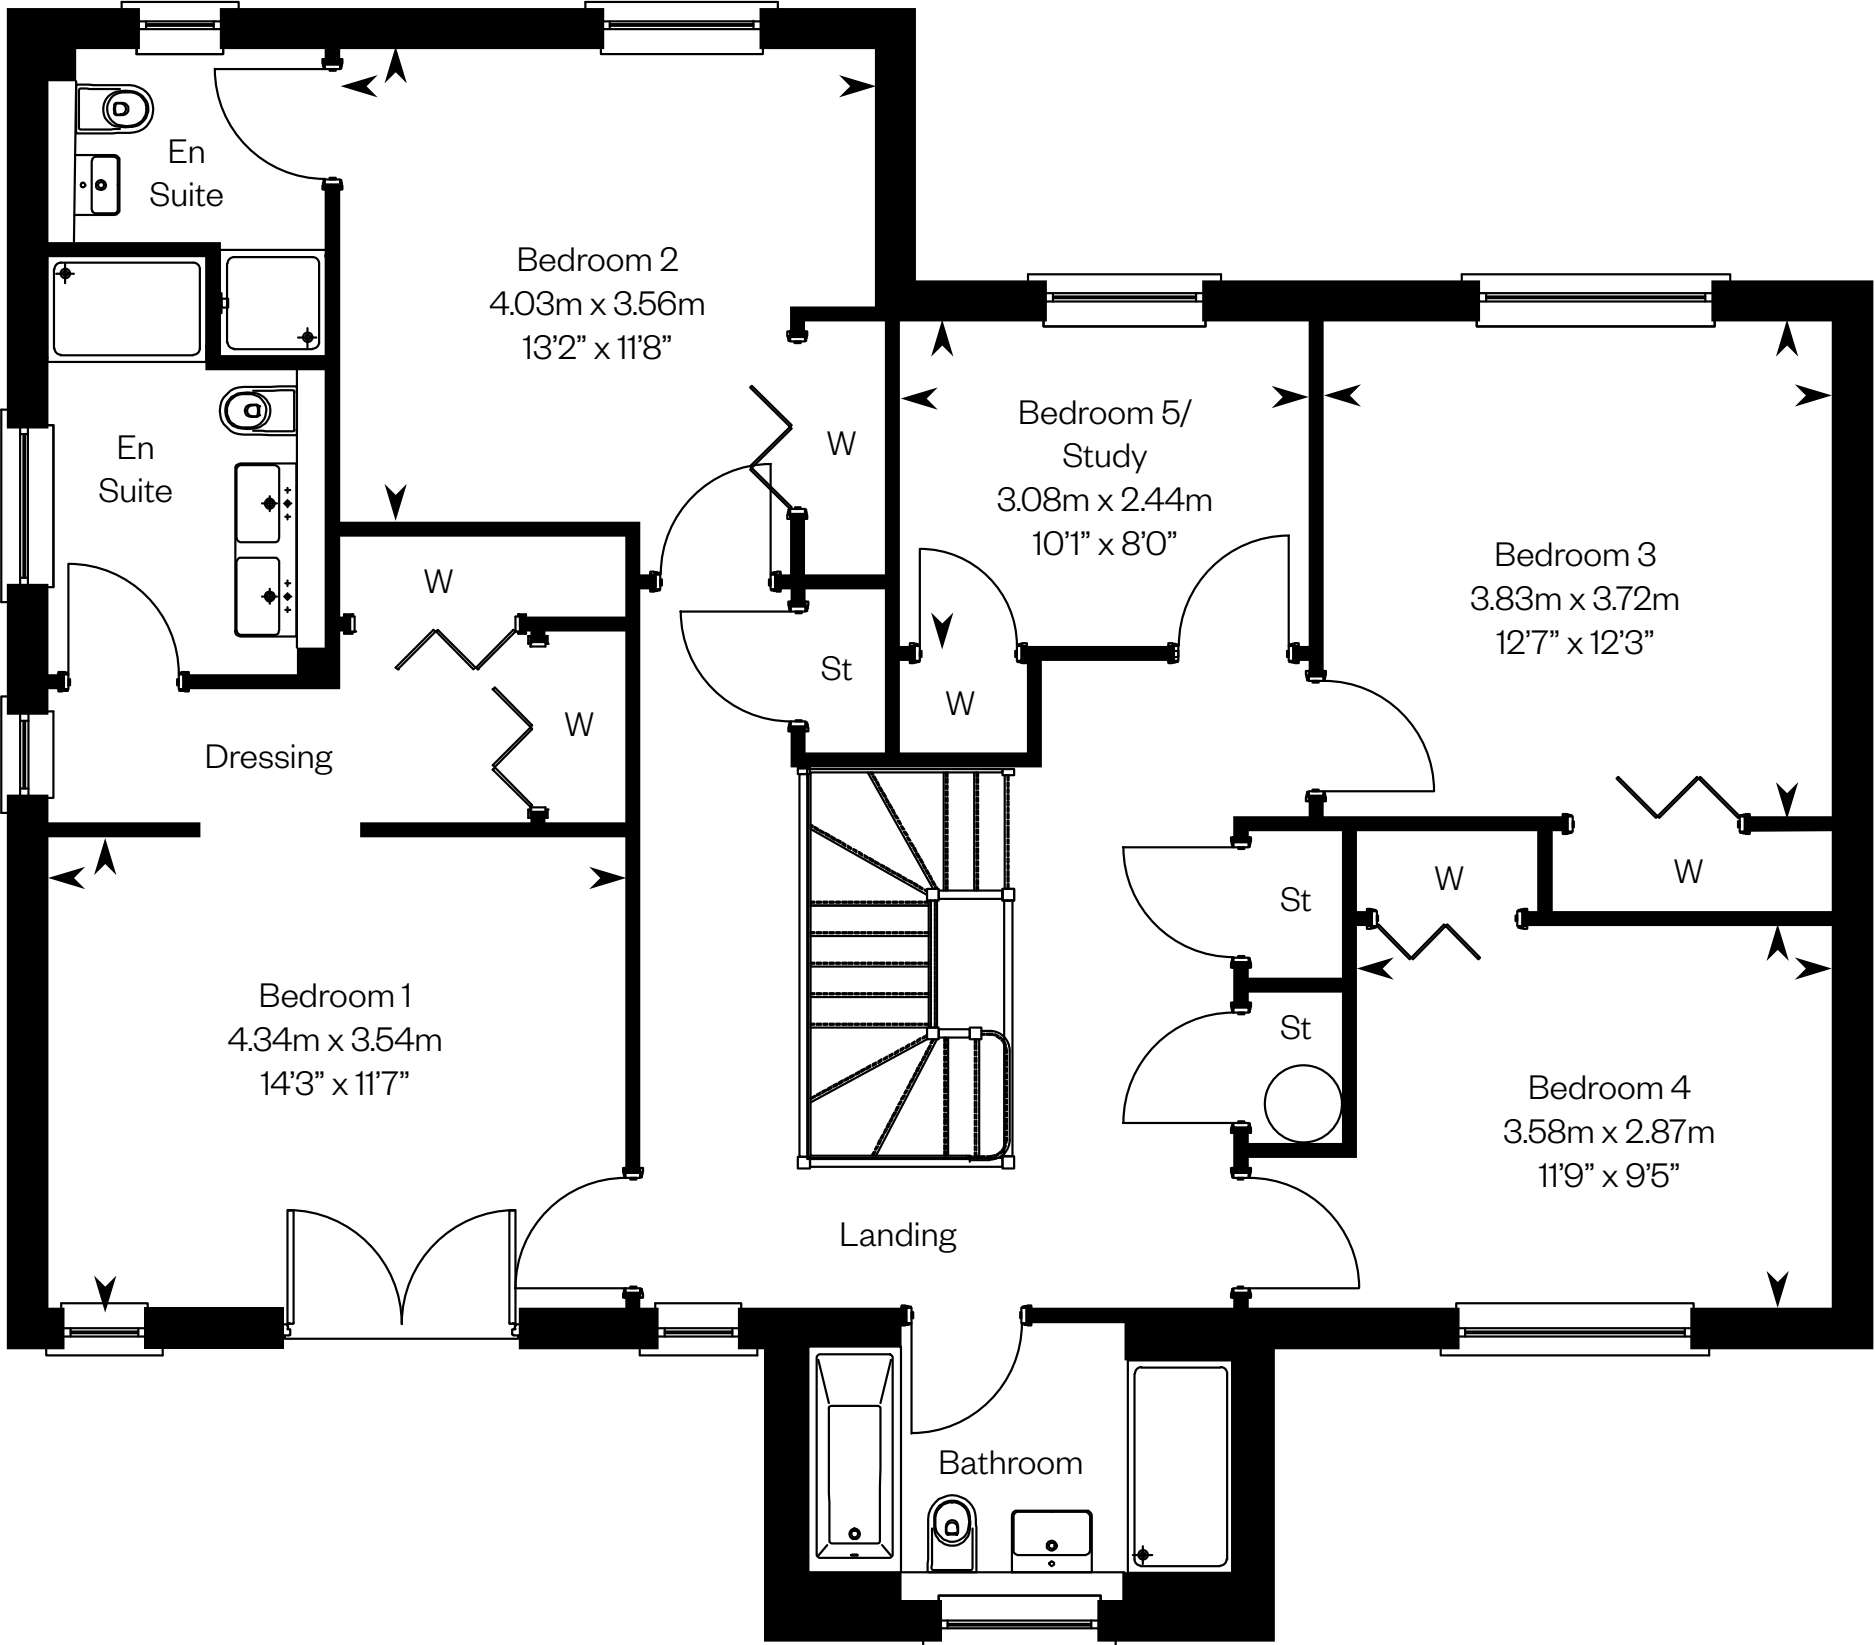 En
Suite
Bedroom 2
4.03m x 3.56m
13’2” x 11’8”
W
Bedroom 5/
Study
3.08m x 2.44m
10’1” x 8’0”
W
Bedroom 3
3.83m x 3.72m
12’7” x 12’3”
W
En
Suite
W
W
Dressing
St
Bedroom 1
4.34m x 3.54m
14’3” x 11’7”
St
St
W
Bedroom 4
3.58m x 2.87m
11’9” x 9’5”
Landing
Bathroom